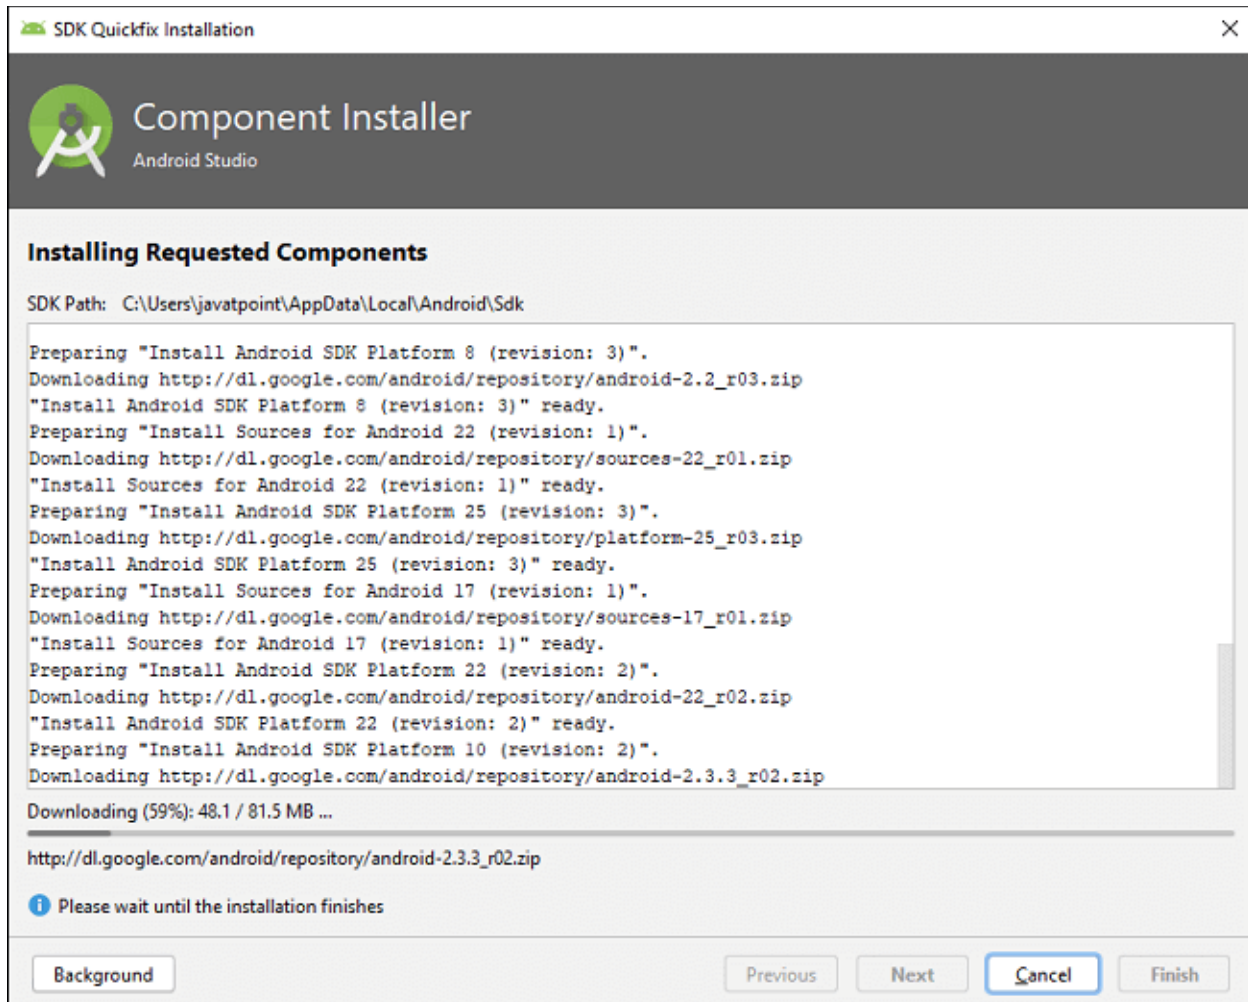 SDK Quickfix Installation
Component Installer
Android Studio
Installing Requested Components
SDK Path: C:\Users\javatpoint\AppData\Local\Android\Sdk
Preparing "Install Android SDK Platform 8 (revision: 3)".
Downloading http://dl.google.com/android/repository/android-2.2_r03.zip
"Install Android SDK Platform 8 (revision: 3)" ready.
Preparing "Install Sources for Android 22 (revision: 1)".
Downloading http://dl.google.com/android/repository/sources-22_r01.zip
"Install Sources for Android 22 (revision: 1)" ready.
Preparing "Install Android SDK Platform 25 (revision: 3)".
Downloading http://dl.google.com/android/repository/platform-25_r03.zip
"Install Android SDK Platform 25 (revision: 3)" ready.
Preparing "Install Sources for Android 17 (revision: 1)".
Downloading http://dl.google.com/android/repository/sources-17_r01.zip
"Install Sources for Android 17 (revision: 1)" ready.
Preparing "Install Android SDK Platform 22 (revision: 2)".
Downloading http://dl.google.com/android/repository/android-22_r02.zip
"Install Android SDK Platform 22 (revision: 2)" ready.
Preparing "Install Android SDK Platform 10 (revision: 2)".
Downloading http://dl.google.com/android/repository/android-2.3.3_r02.zip
Downloading (59%): 48.1 / 81.5 MB ...
http://dl.google.com/android/repository/android-2.3.3_r02.zip
Please wait until the installation finishes
Background Previous Next Cancel Finish